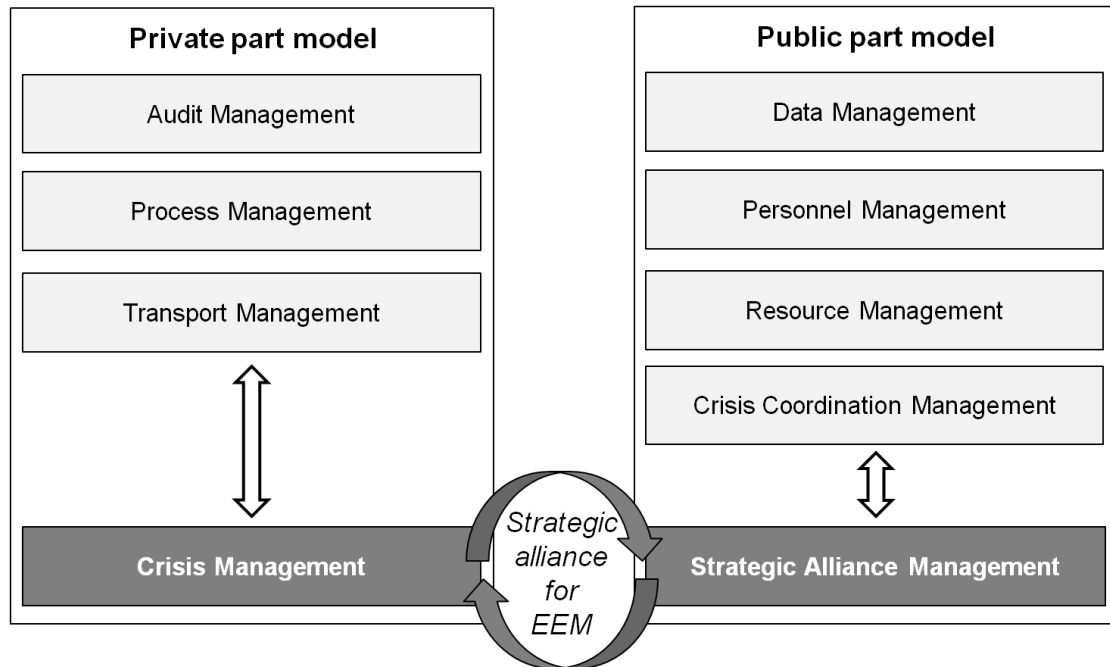 Private part model
Audit Management
Process Management
Transport Management
Crisis Management
Strategic
alliance
for
EEM
Public part model
Data Management
Personnel Management
Resource Management
Crisis Coordination Management
Strategic Alliance Management